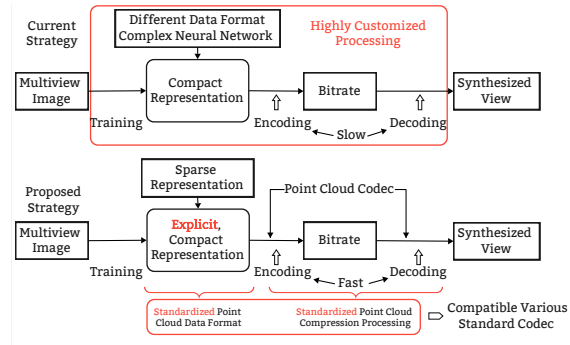 Current
Strategy
Different Data Format
Complex Neural Network
Highly Customized
Processing
Multiview
Image
Compact
Representation
Bitrate
Synthesized
View
Training
Encoding
Slow
Decoding
Proposed
Strategy
Sparse
Representation
Point Cloud Codec
Multiview
Image
Explicit,
Compact
Representation
Bitrate
Synthesized
View
Training
Encoding
Fast
Decoding
Standardized Point
Cloud Data Format
Standardized Point Cloud
Compression Processing
Compatible Various
Standard Codec